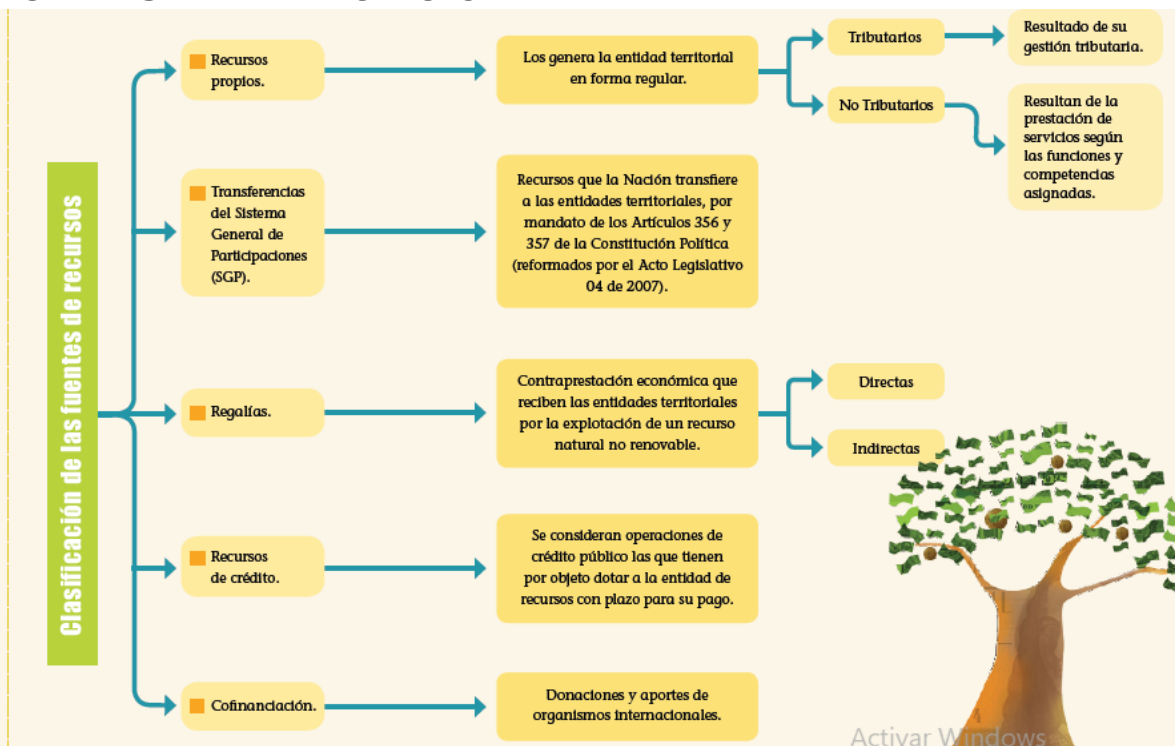 Clasificación de las fuentes de recursos
Recursos
propios.
Los genera la entidad territorial
en forma regular.
Tributarios
Resultado de su
gestión tributaria.
No Tributarios
Resultan de la
prestación de
servicios según
las funciones y
competencias
asignadas.
Transferencias
del Sistema
General de
Participaciones
(SGP).
Recursos que la Nación transfiere
a las entidades territoriales, por
mandato de los Artículos 356 y
357 de la Constitución Política
(reformados por el Acto Legislativo
04 de 2007).
Regalías.
Contraprestación económica que
reciben las entidades territoriales
por la explotación de un recurso
natural no renovable.
Directas
Indirectas
Recursos
de crédito.
Se consideran operaciones de
crédito público las que tienen
por objeto dotar a la entidad de
recursos con plazo para su pago.
Cofinanciación.
Donaciones y aportes de
organismos internacionales.
Activar Windows